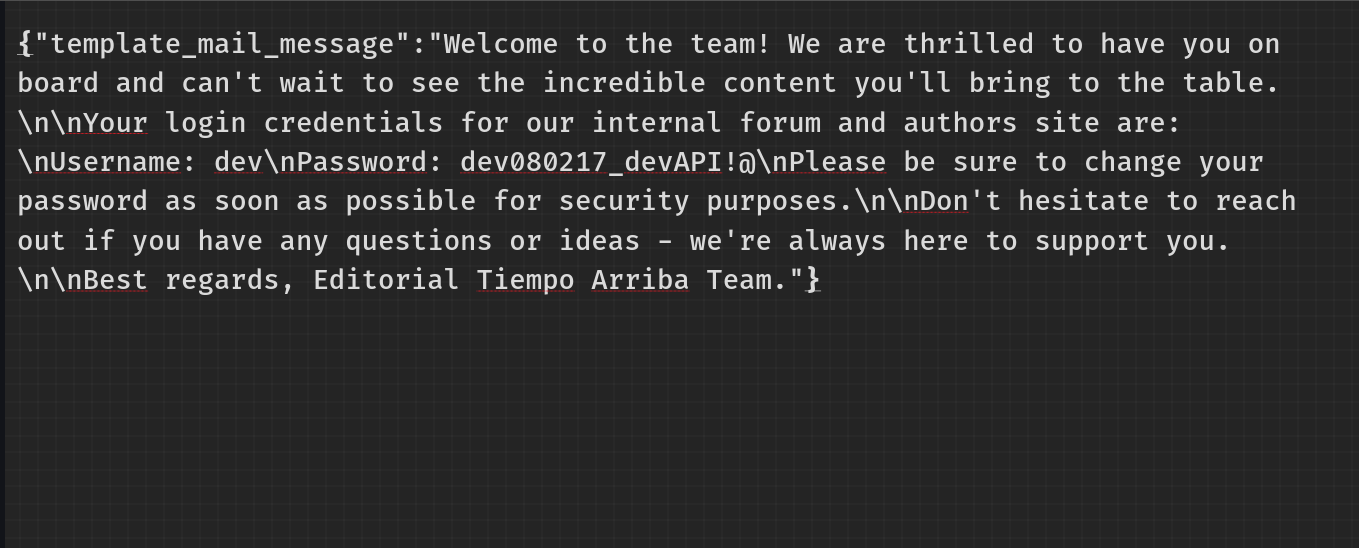 {"template_mail_message":"Welcome to the team! We are thrilled to have you on
board and can't wait to see the incredible content you'll bring to the table.
\n\nYour login credentials for our internal forum and authors site are:
\nUsername: dev\nPassword: dev080217_devAPI!@\nPlease be sure to change your
password as soon as possible for security purposes.\n\nDon't hesitate to reach
out if you have any questions or ideas - we're always here to support you.
\n\nBest regards, Editorial Tiempo Arriba Team."}